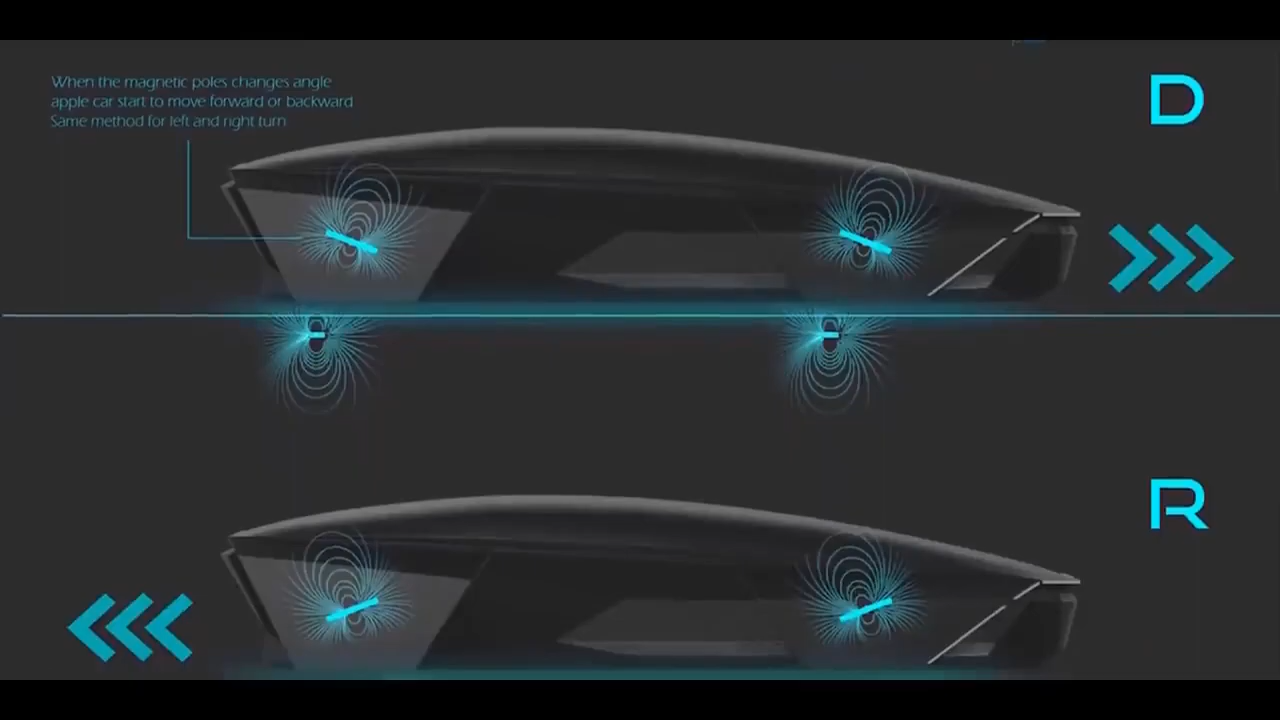 When the magnetic poles changes angle
apple car start to move forward or backward
Same method for left and right turn
D
R